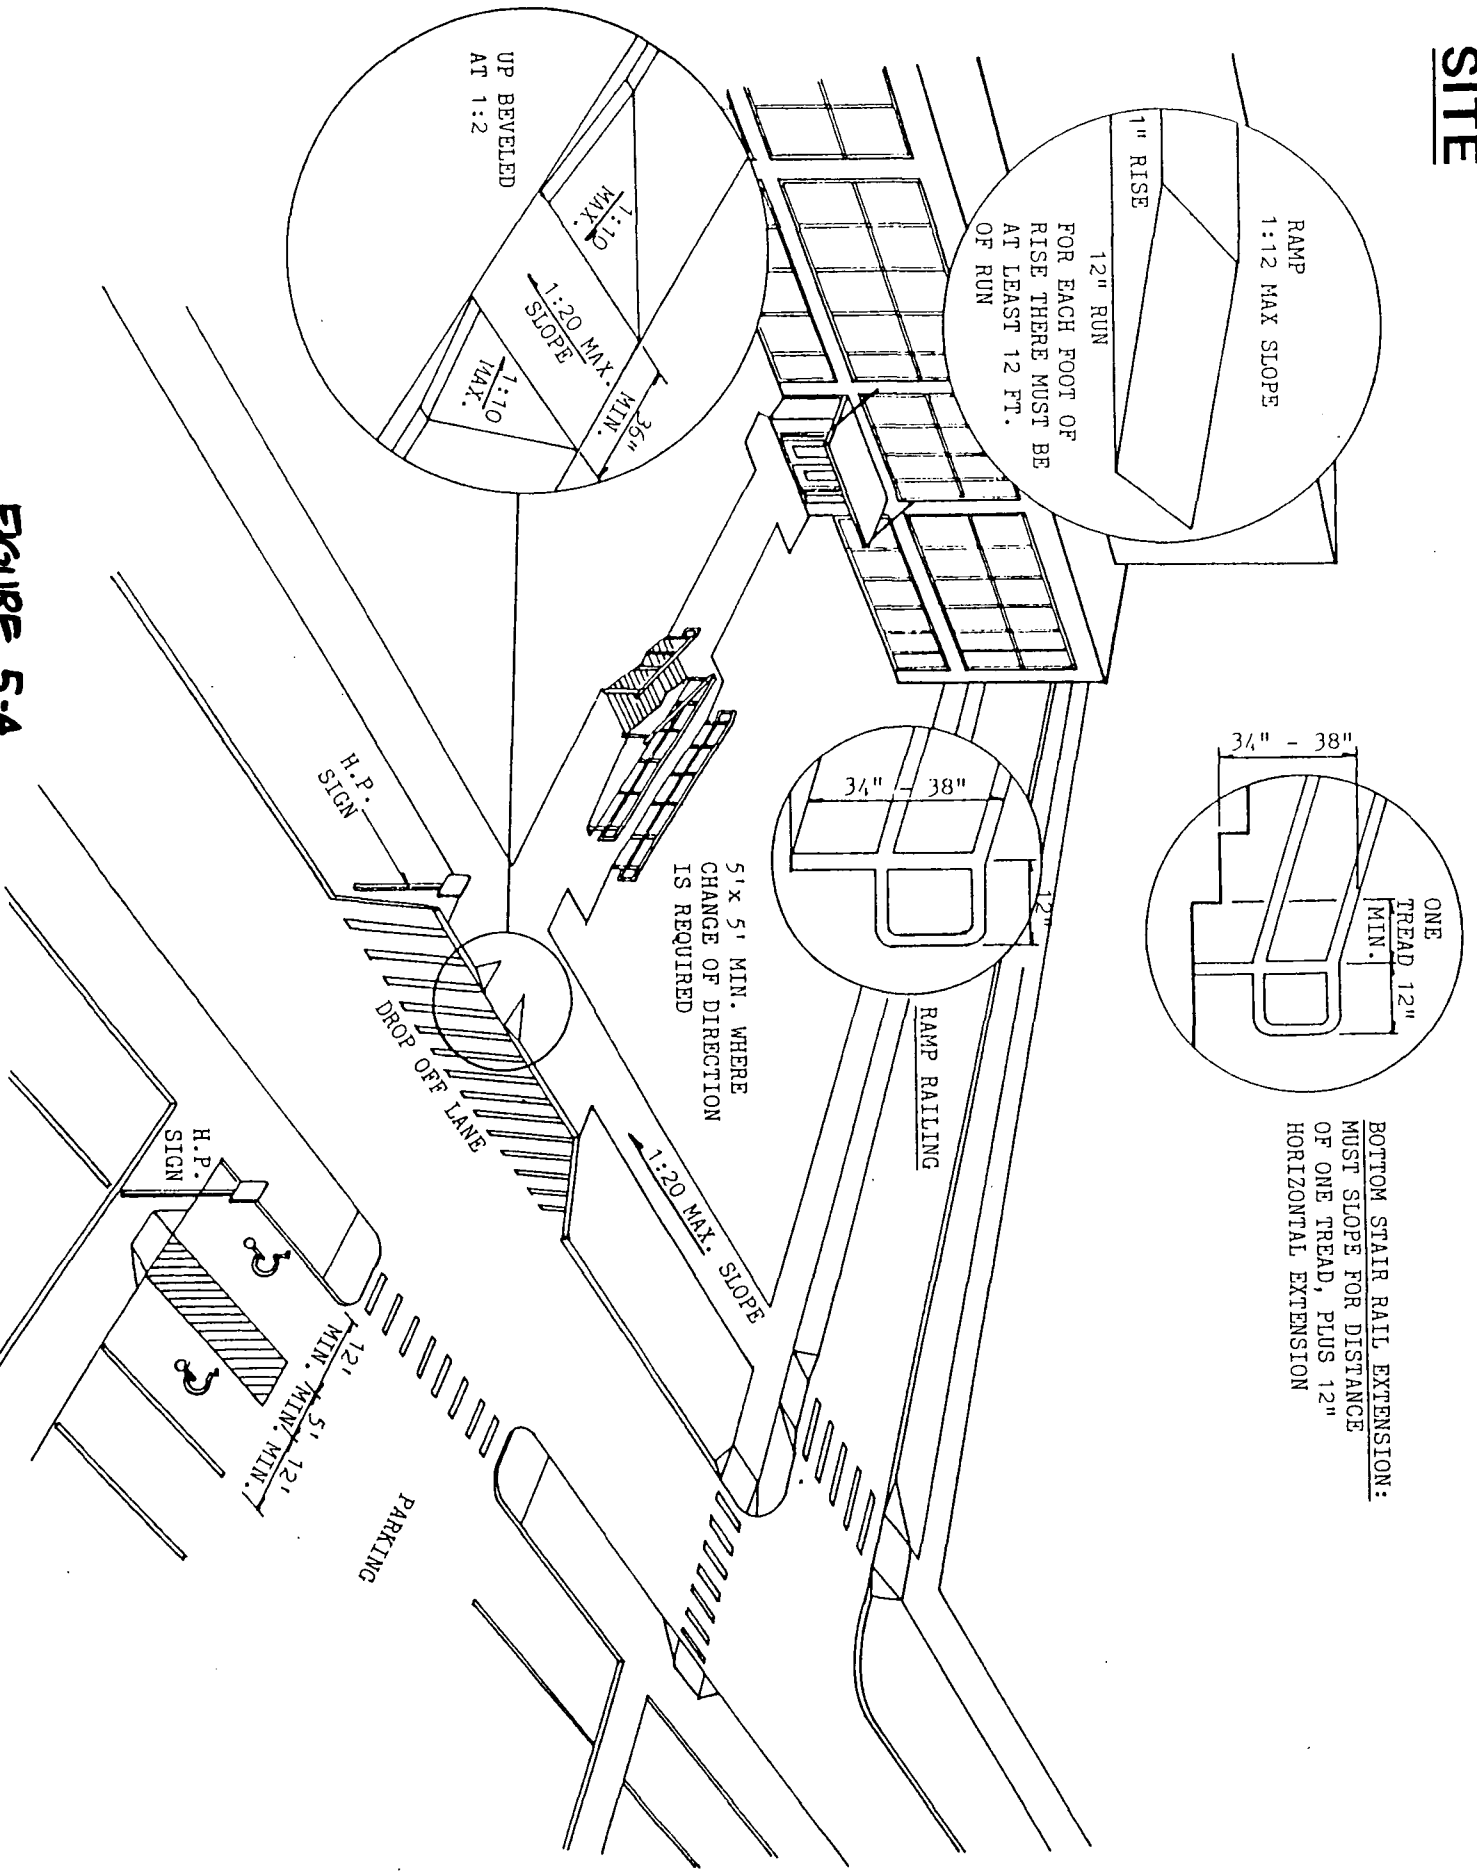 SITE
RAMP
1:12 MAX SLOPE
1" RISE
12" RUN
FOR EACH FOOT OF
RISE THERE MUST BE
AT LEAST 12 FT.
OF RUN
34" - 38"
ONE
TREAD 12"
MIN.
BOTTOM STAIR RAIL EXTENSION:
MUST SLOPE FOR DISTANCE
OF ONE TREAD, PLUS 12"
HORIZONTAL EXTENSION
34" - 38"
12"
RAMP RAILING
5'x 5' MIN. WHERE
CHANGE OF DIRECTION
IS REQUIRED
1:20 MAX. SLOPE
UP BEVELED
AT 1:2
1:10
MAX.
1:20 MAX.
SLOPE
1:10
MAX.
36"
MIN.
H.P.
SIGN
DROP OFF LANE
H.P.
SIGN
12' 5' 12'
MIN. MIN. MIN.
PARKING
FIGURE 5-A